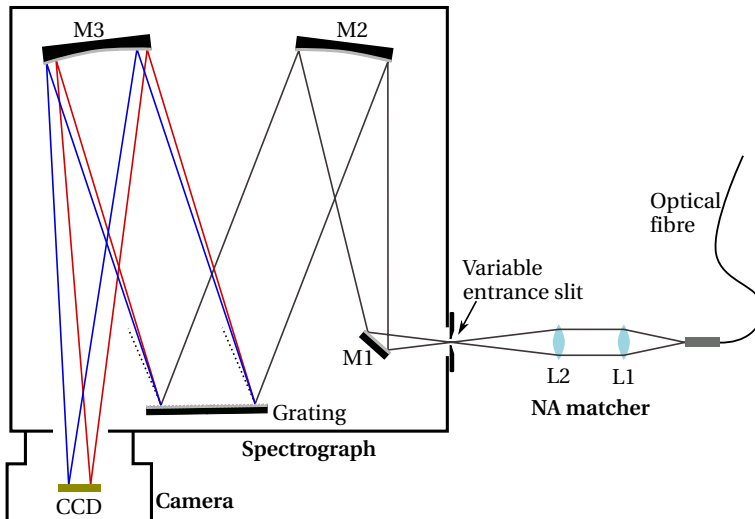 M3
M2
Optical
fibre
Variable
entrance slit
M1
L2
L1
NA matcher
Grating
Spectrograph
CCD
Camera